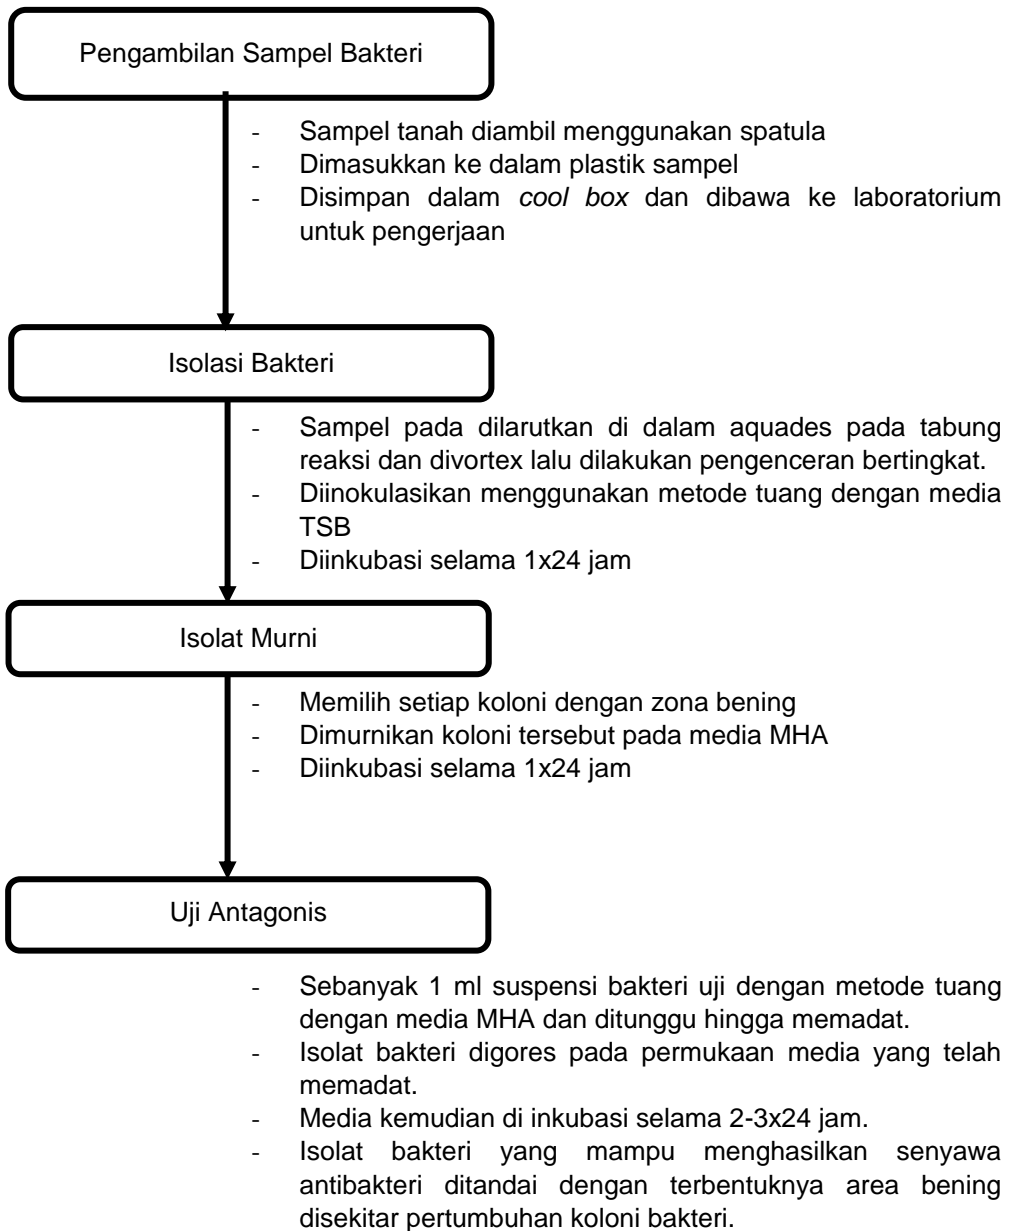 Pengambilan Sampel Bakteri
- Sampel tanah diambil menggunakan spatula
- Dimasukkan ke dalam plastik sampel
- Disimpan dalam cool box dan dibawa ke laboratorium
untuk pengerjaan
Isolasi Bakteri
- Sampel pada dilarutkan di dalam aquades pada tabung
reaksi dan divortex lalu dilakukan pengenceran bertingkat.
- Diinokulasikan menggunakan metode tuang dengan media
TSB
- Diinkubasi selama 1x24 jam
Isolat Murni
- Memilih setiap koloni dengan zona bening
- Dimurnikan koloni tersebut pada media MHA
- Diinkubasi selama 1x24 jam
Uji Antagonis
- Sebanyak 1 ml suspensi bakteri uji dengan metode tuang
dengan media MHA dan ditunggu hingga memadat.
- Isolat bakteri digores pada permukaan media yang telah
memadat.
- Media kemudian di inkubasi selama 2-3x24 jam.
- Isolat bakteri yang mampu menghasilkan senyawa
antibakteri ditandai dengan terbentuknya area bening
disekitar pertumbuhan koloni bakteri.